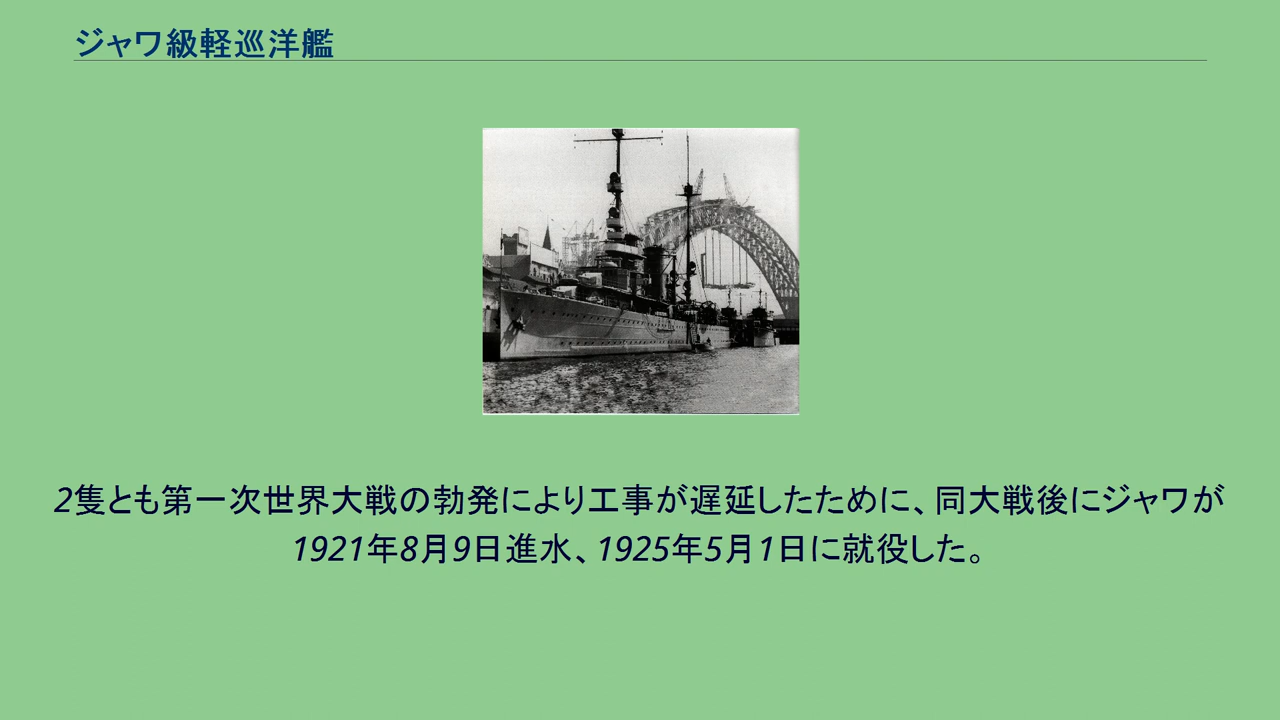 ジャワ級軽巡洋艦
2隻とも第一次世界大戦の勃発により工事が遅延したために、同大戦後にジャワが
1921年8月9日進水、1925年5月1日に就役した。